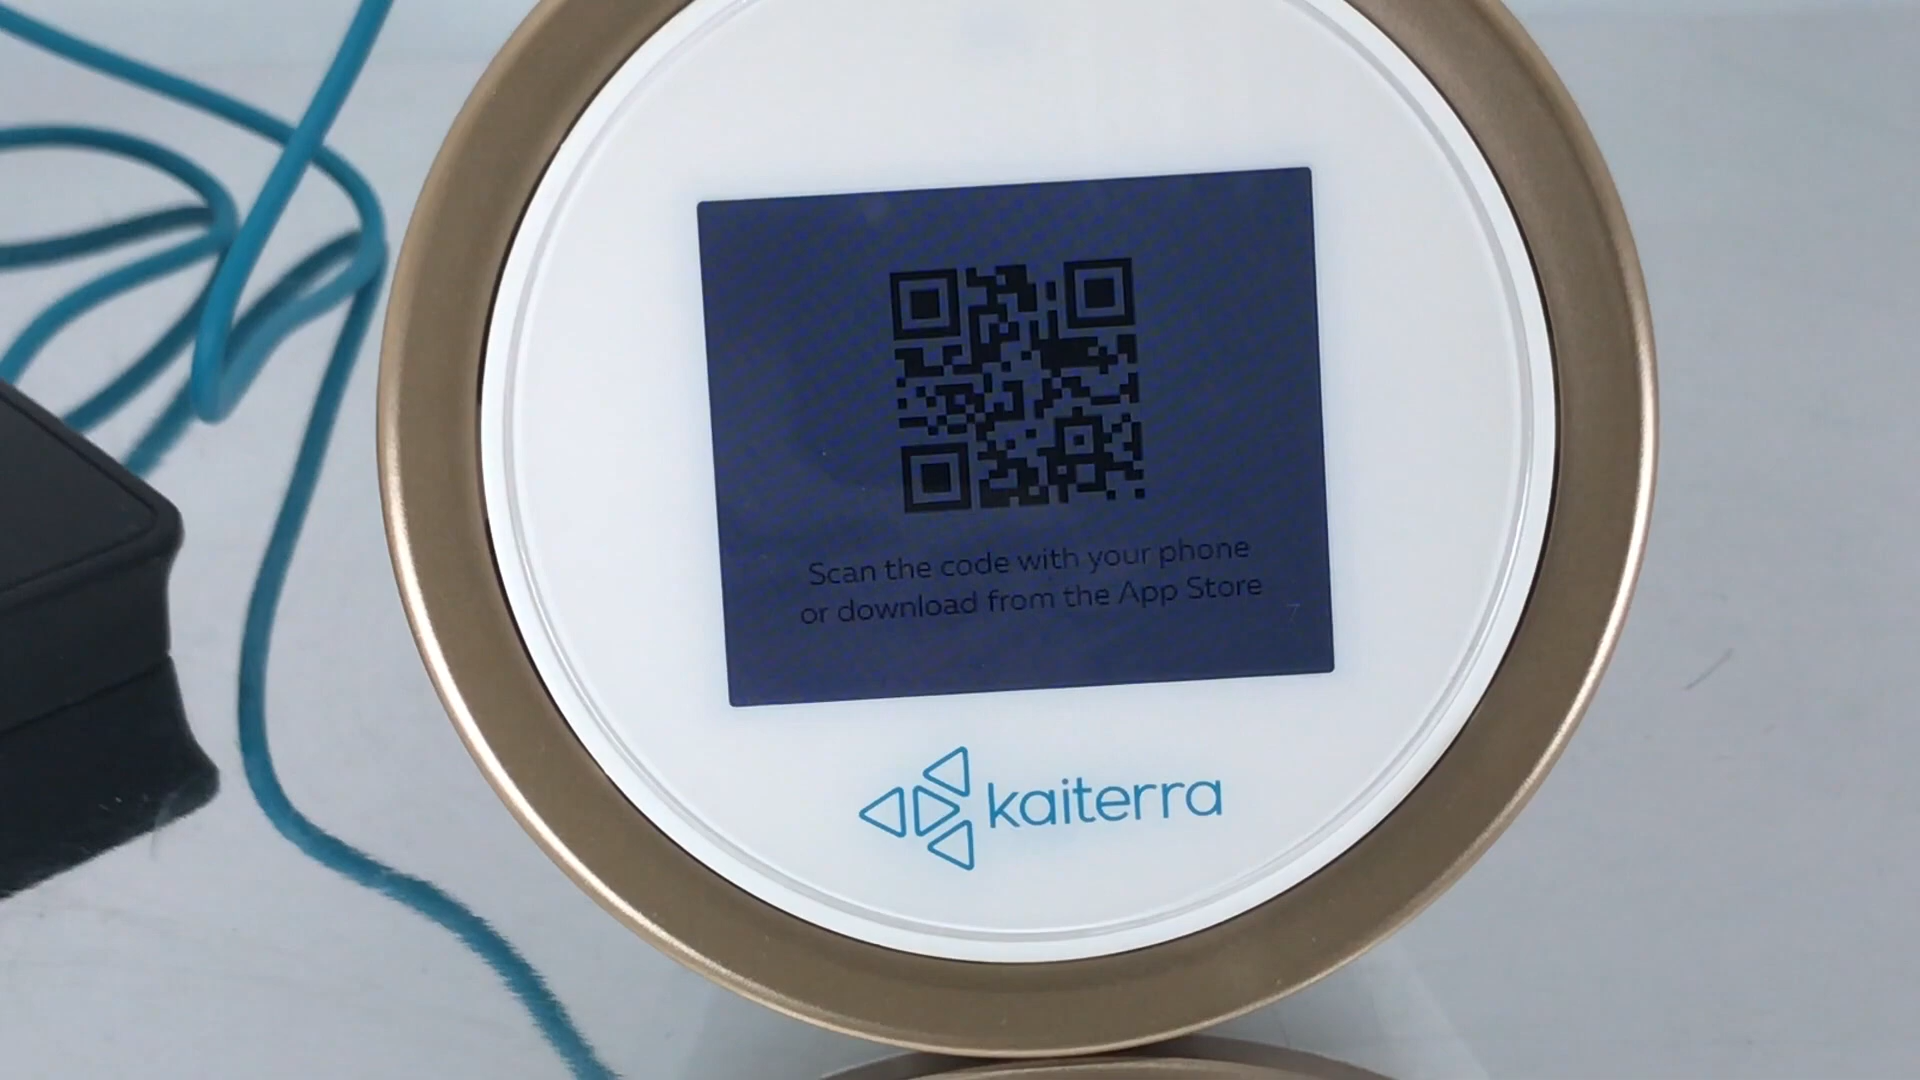 Scan the code with your phone
or download from the App Store
kaiterra